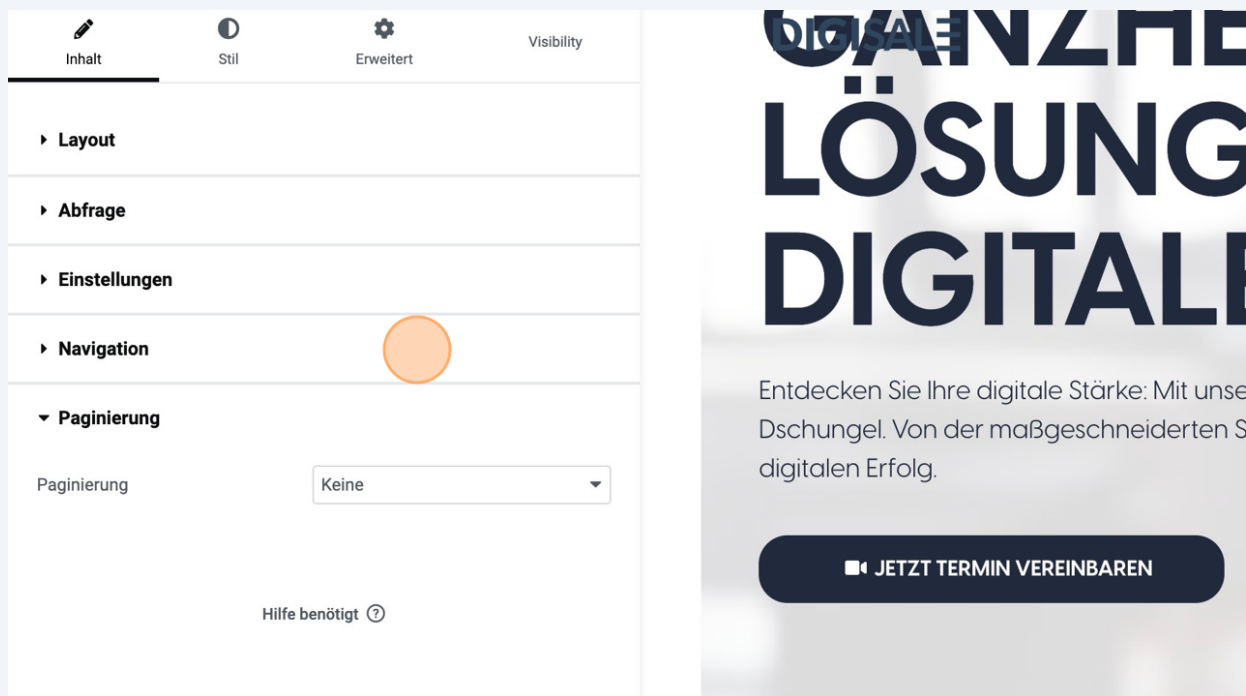 Inhalt
Stil
Erweitert
Visibility
Layout
Abfrage
Einstellungen
Navigation
Paginierung
Paginierung
Keine
Hilfe benötigt
DIGISALE
GANZHE
LÖSUNG
DIGITALE
Entdecken Sie Ihre digitale Stärke: Mit unse
Dschungel. Von der maßgeschneiderten S
digitalen Erfolg.
JETZT TERMIN VEREINBAREN